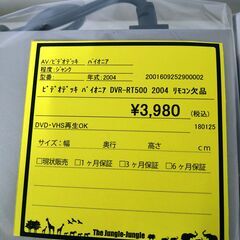 AV/ビデオデッキ パイオニア
程度 ジャンク
型番: 年式:2004 2001609252900002
ビデオデッキ パイオニア DVR-RT500 2004 リモコン欠品
¥3,980 (税込)
DVD・VHS再生OK 180125
サイズ:幅 奥行 高さ cm
□現状販売 □1ヶ月保証 □3ヶ月保証 □6ヶ月保証
The Jungle-Jungle